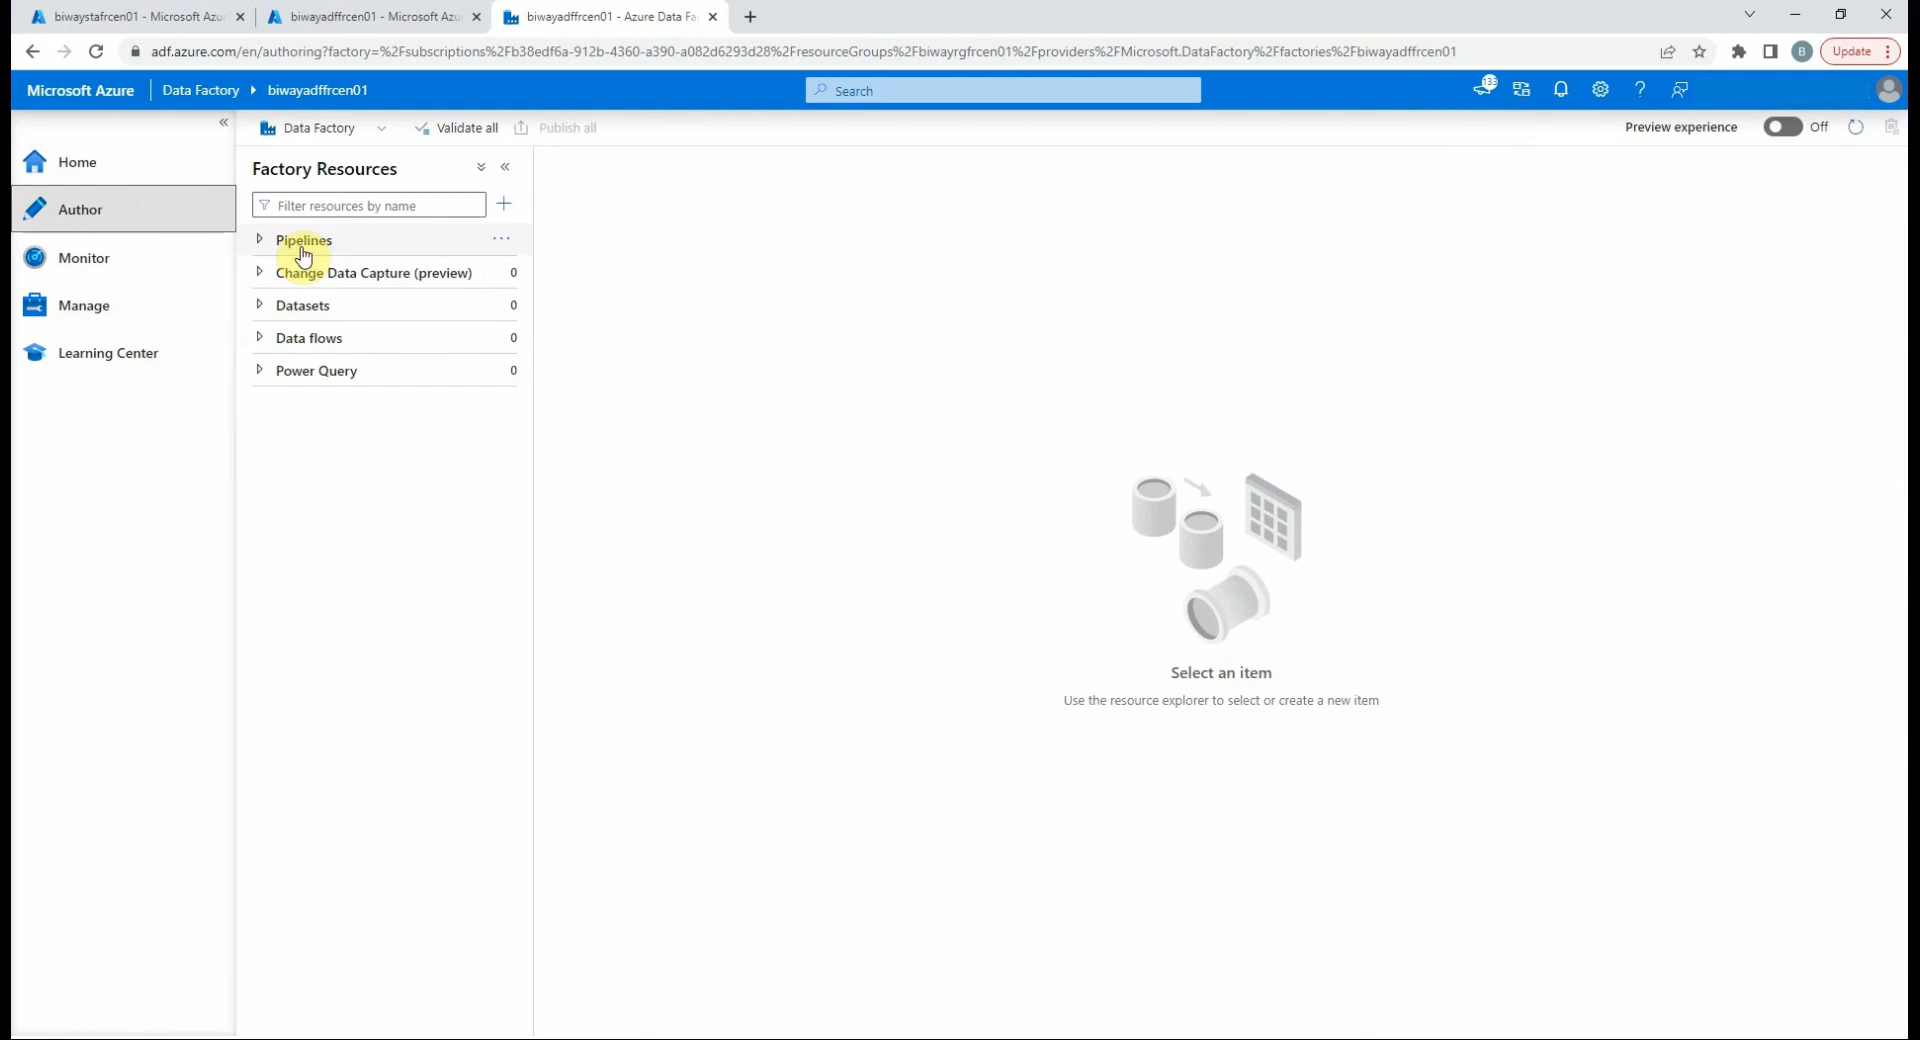 biwaystafrcen01 - Microsoft Azu
biwayadffrcen01 - Microsoft Azu
biwayadffrcen01 - Azure Data Fa
adf.azure.com/en/authoring?factory=%2Fsubscriptions%2Fb38edf6a-912b-4360-a390-a082d6293d28%2FresourceGroups%2Fbiwayrgfrcen01%2Fproviders%2FMicrosoft.DataFactory%2Ffactories%2Fbiwayadffrcen01
B
Update
Microsoft Azure
Data Factory
biwayadffrcen01
Search
133
Data Factory
Validate all
Publish all
Preview experience
Off
Home
Author
Monitor
Manage
Learning Center
Factory Resources
Filter resources by name
Pipelines
Change Data Capture (preview) 0
Datasets 0
Data flows 0
Power Query 0
Select an item
Use the resource explorer to select or create a new item